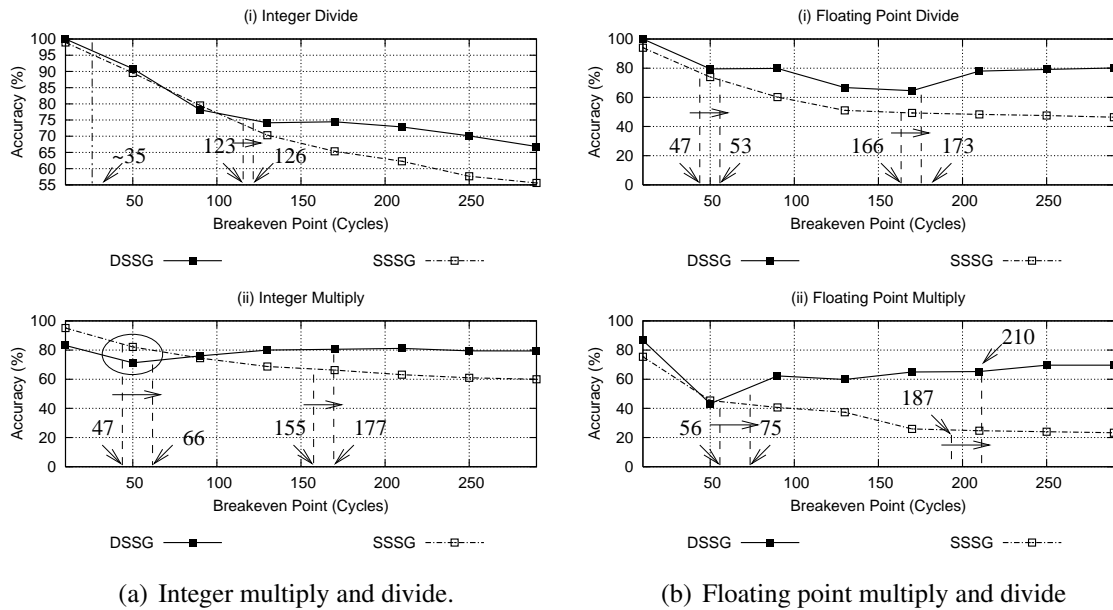 (i) Integer Divide
Accuracy (%)
100
95
90
85
80
75
70
65
60
55
~35
123
126
50
100
150
200
250
Breakeven Point (Cycles)
DSSG
SSSG
(ii) Integer Multiply
Accuracy (%)
100
80
60
40
20
0
47
66
155
177
50
100
150
200
250
Breakeven Point (Cycles)
DSSG
SSSG
(a) Integer multiply and divide.
(i) Floating Point Divide
Accuracy (%)
100
80
60
40
20
0
47
53
166
173
50
100
150
200
250
Breakeven Point (Cycles)
DSSG
SSSG
(ii) Floating Point Multiply
Accuracy (%)
100
80
60
40
20
0
56
75
187
210
50
100
150
200
250
Breakeven Point (Cycles)
DSSG
SSSG
(b) Floating point multiply and divide